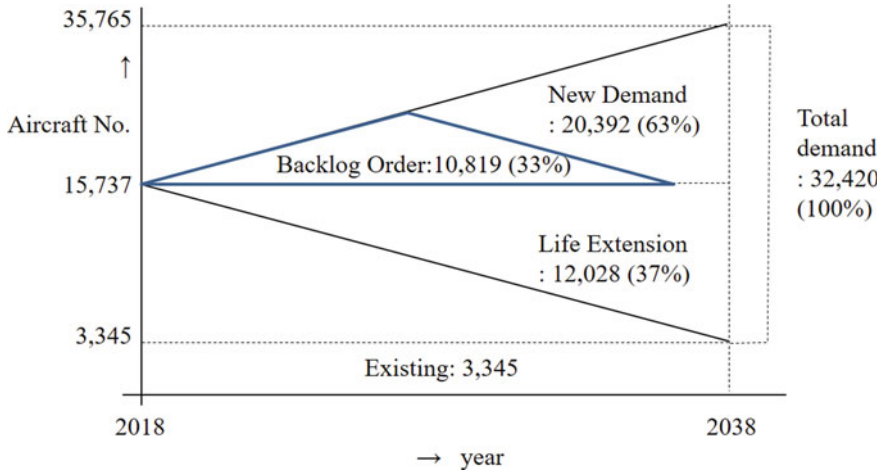 35,765
↑
Aircraft No.
15,737
3,345
New Demand
: 20,392 (63%)
Backlog Order:10,819 (33%)
Life Extension
: 12,028 (37%)
Existing: 3,345
Total
demand
: 32,420
(100%)
2018
2038
→ year